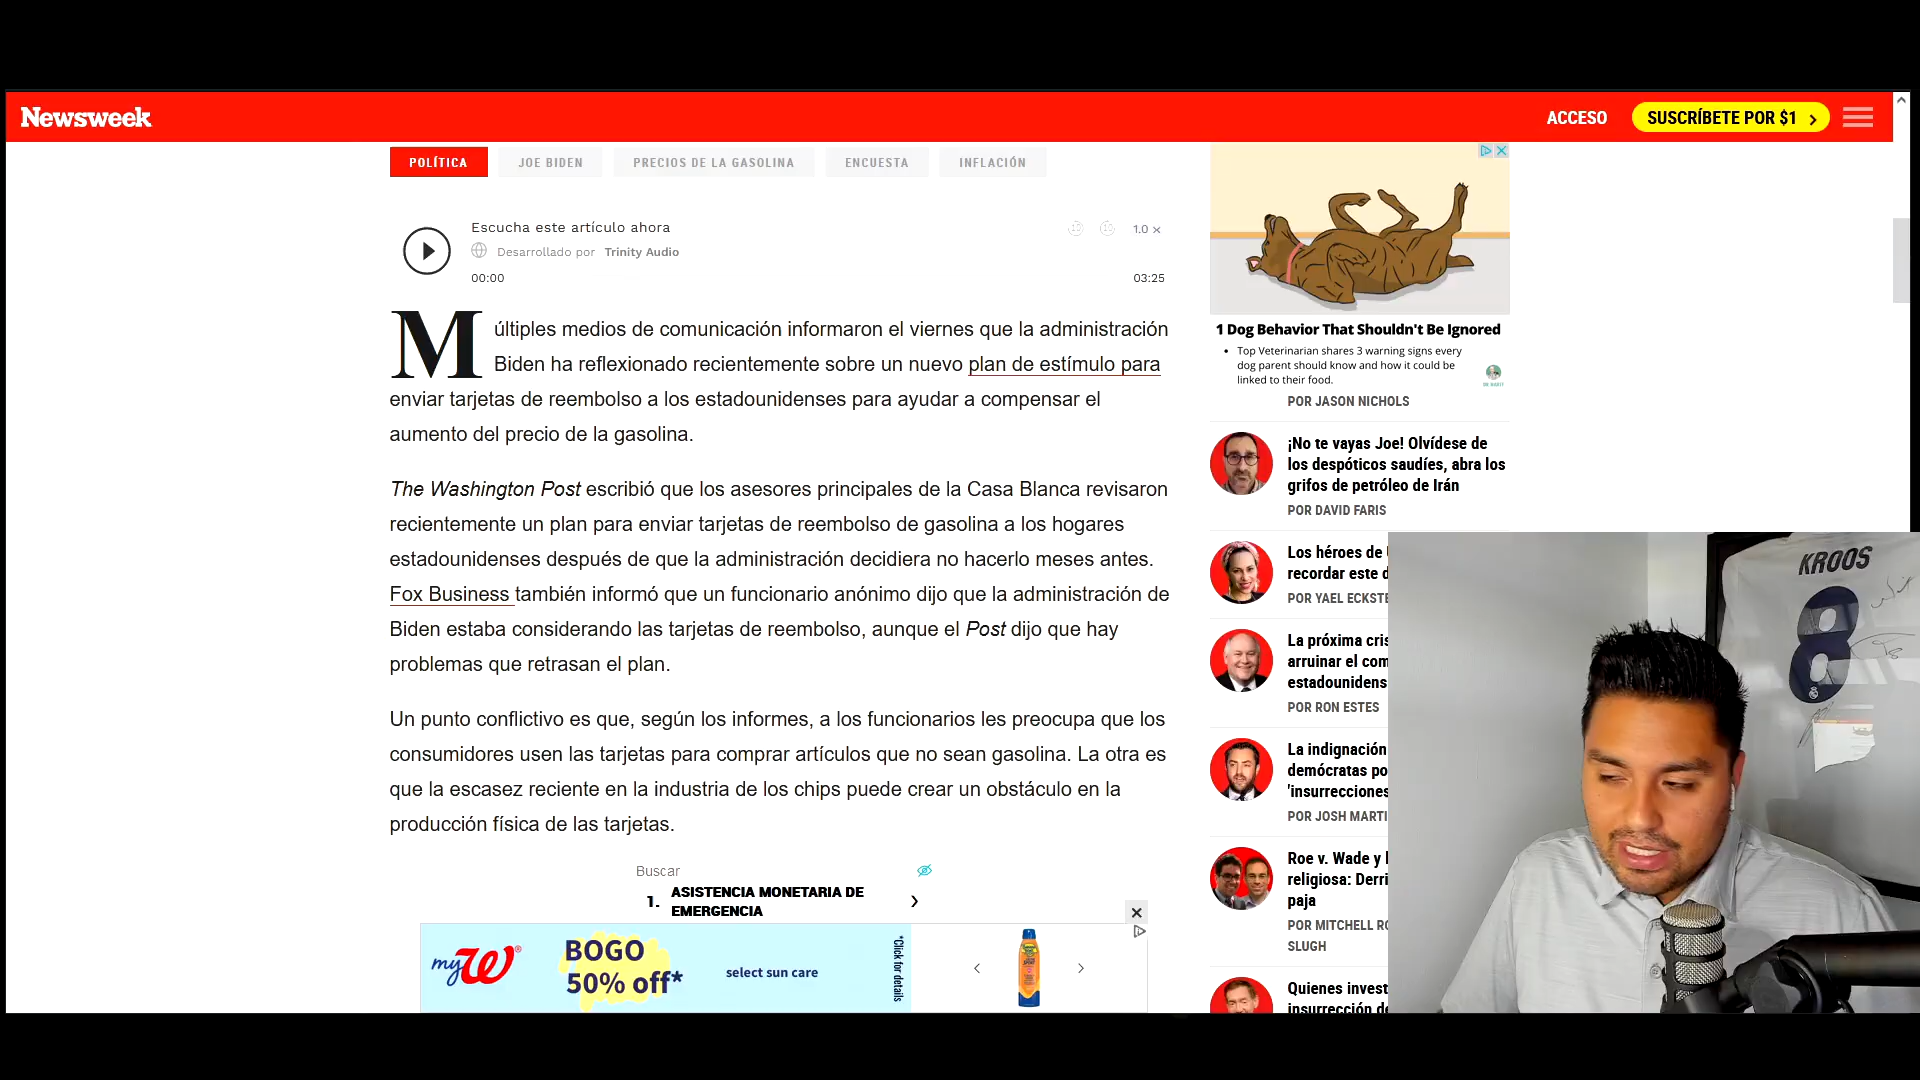 Newsweek
ACCESO
SUSCRÍBETE POR $1
POLÍTICA
JOE BIDEN
PRECIOS DE LA GASOLINA
ENCUESTA
INFLACIÓN
Escucha este artículo ahora
Desarrollado por Trinity Audio
1.0 x
00:00
03:25
Múltiples medios de comunicación informaron el viernes que la administración
Biden ha reflexionado recientemente sobre un nuevo plan de estímulo para
enviar tarjetas de reembolso a los estadounidenses para ayudar a compensar el
aumento del precio de la gasolina.
The Washington Post escribió que los asesores principales de la Casa Blanca revisaron
recientemente un plan para enviar tarjetas de reembolso de gasolina a los hogares
estadounidenses después de que la administración decidiera no hacerlo meses antes.
Fox Business también informó que un funcionario anónimo dijo que la administración de
Biden estaba considerando las tarjetas de reembolso, aunque el Post dijo que hay
problemas que retrasan el plan.
Un punto conflictivo es que, según los informes, a los funcionarios les preocupa que los
consumidores usen las tarjetas para comprar artículos que no sean gasolina. La otra es
que la escasez reciente en la industria de los chips puede crear un obstáculo en la
producción física de las tarjetas.
Buscar
1. ASISTENCIA MONETARIA DE
EMERGENCIA
myW
BOGO
50% off*
select sun care
*Click for details
1 Dog Behavior That Shouldn't Be Ignored
• Top Veterinarian shares 3 warning signs every
dog parent should know and how it could be
linked to their food.
POR JASON NICHOLS
¡No te vayas Joe! Olvídese de
los despóticos saudíes, abra los
grifos de petróleo de Irán
POR DAVID FARIS
Los héroes de
recordar este d
POR YAEL ECKSTE
La próxima cris
arruinar el com
estadounidens
POR RON ESTES
La indignación
demócratas po
'insurrecciones
POR JOSH MARTI
Roe v. Wade y
religiosa: Derri
paja
POR MITCHELL RO
SLUGH
Quienes invest
insurrección de
KROOS
8